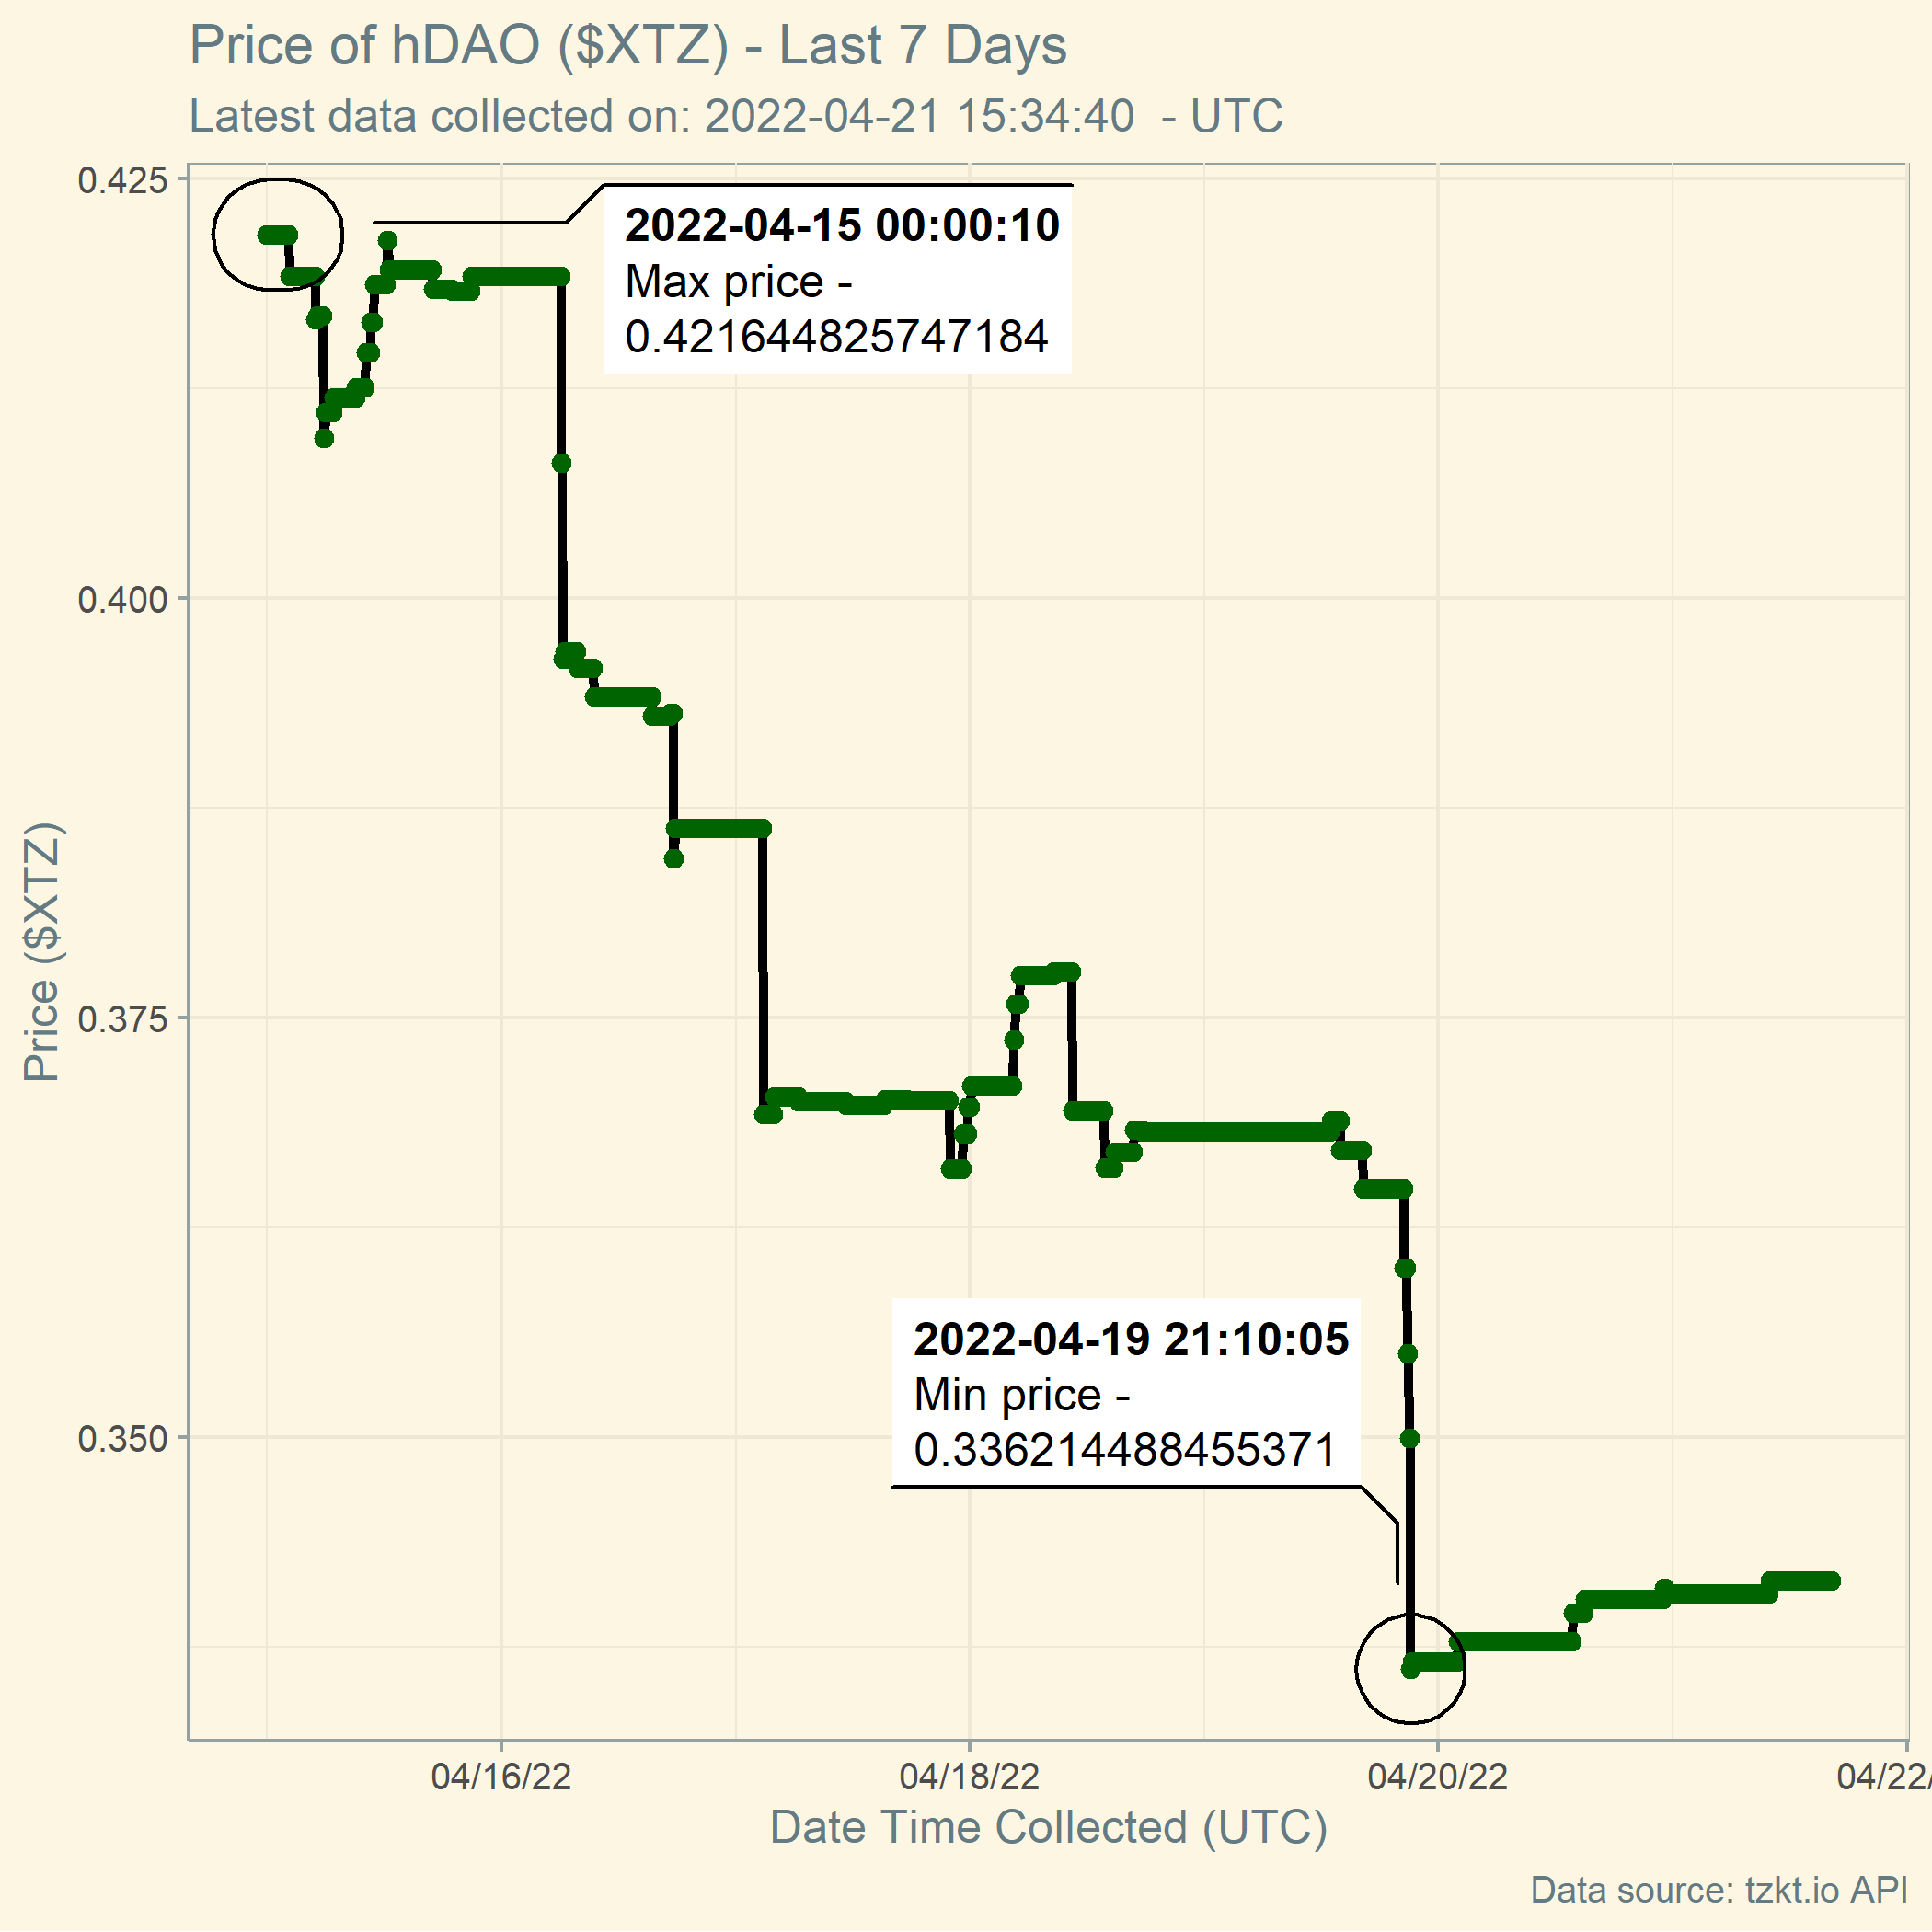 Price of hDAO ($XTZ) - Last 7 Days
Latest data collected on: 2022-04-21 15:34:40  - UTC
0.425
2022-04-15 00:00:10
Max price -
0.421644825747184
0.400
Price ($XTZ)
0.375
2022-04-19 21:10:05
Min price -
0.336214488455371
0.350
04/16/22
04/18/22
04/20/22
04/22/
Date Time Collected (UTC)
Data source: tzkt.io API